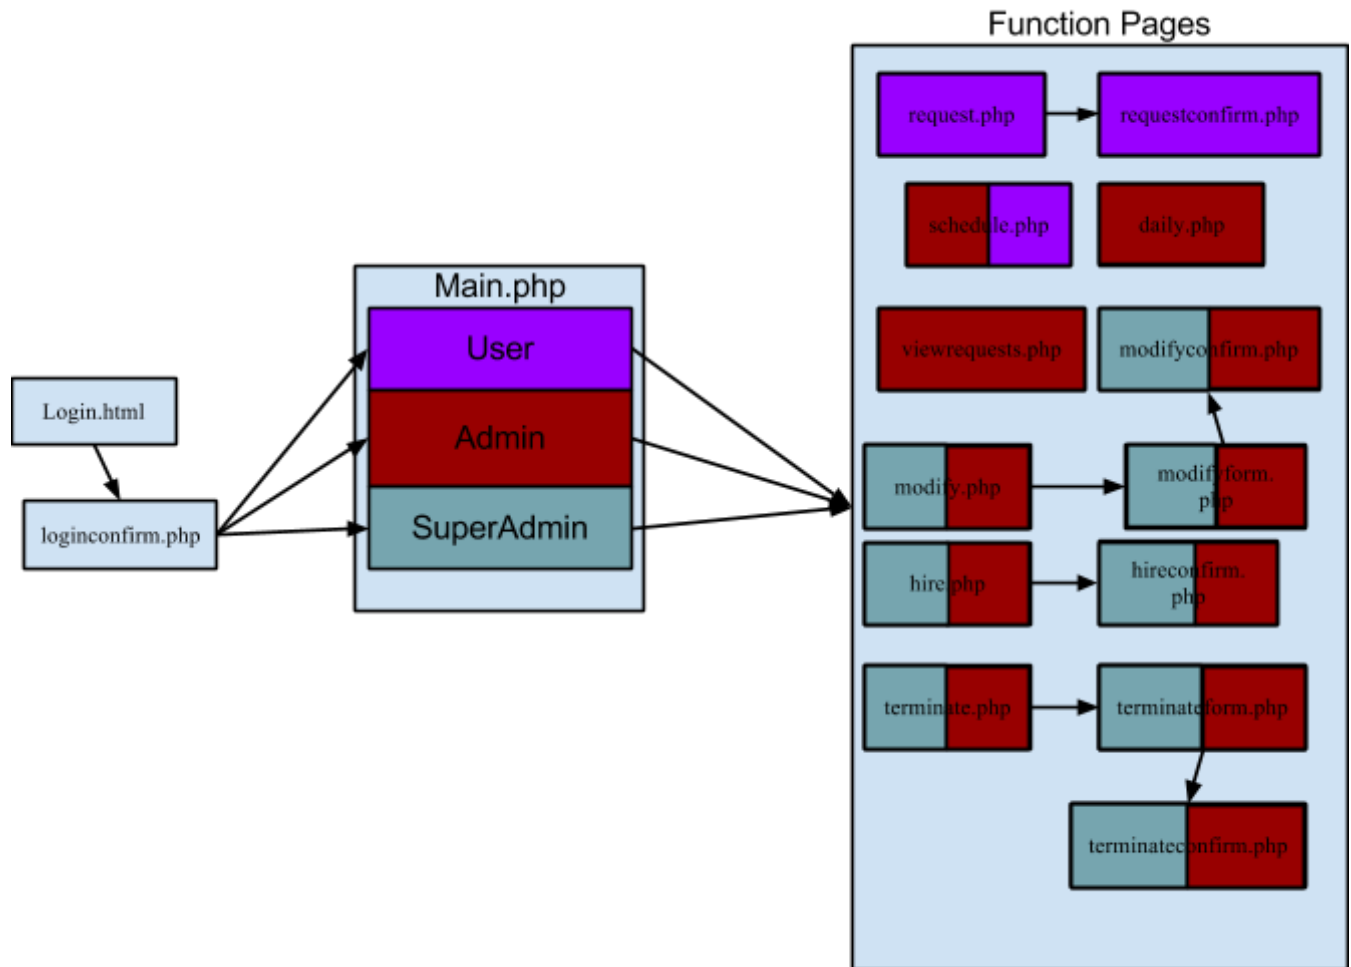 Function Pages
request.php
requestconfirm.php
schedule.php
daily.php
Main.php
User
viewrequests.php
modifyconfirm.php
Login.html
Admin
modify.php
modifyform.
php
SuperAdmin
loginconfirm.php
hire.php
hireconfirm.
php
terminate.php
terminateform.php
terminateconfirm.php